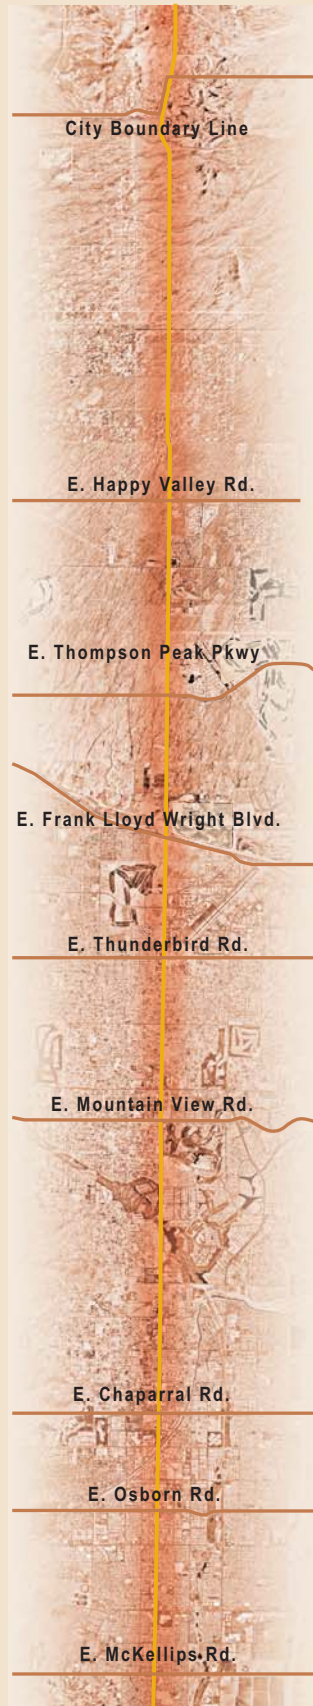 City Boundary Line
E. Happy Valley Rd.
E. Thompson Peak Pkwy
E. Frank Lloyd Wright Blvd.
E. Thunderbird Rd.
E. Mountain View Rd.
E. Chaparral Rd.
E. Osborn Rd.
E. McKellips Rd.